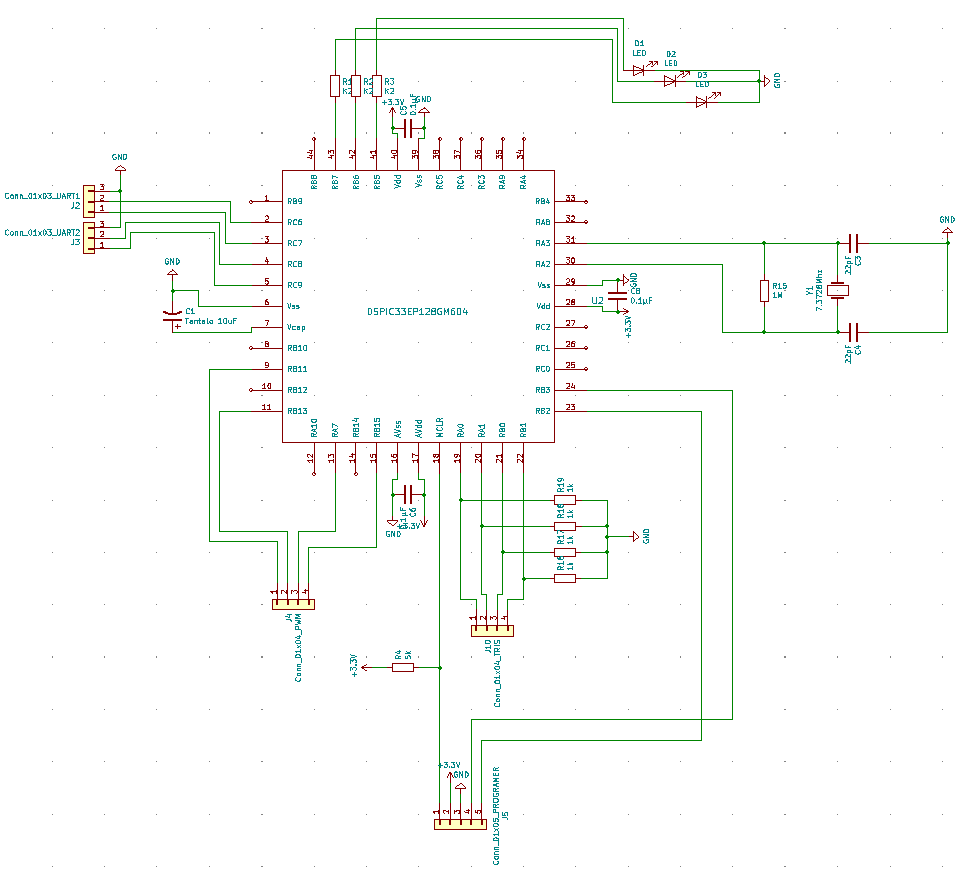 D1
LED
D2
LED
D3
LED
GND
R1
K2
R2
K2
R3
K2
+3.3V
C5
0.1µF
GND
44
43
42
41
40
39
38
37
36
35
34
RB8
RB7
RB6
RB5
Vdd
Vss
RC5
RC4
RC3
RA9
RA4
GND
Conn_01x03_UART1
J2
3
2
1
Conn_01x03_UART2
J3
3
2
1
GND
C1
Tantalo 10uF
1 RB9
2 RC6
3 RC7
4 RC8
5 RC9
6 Vss
7 Vcap
8 RB10
9 RB11
10 RB12
11 RB13
DSPIC33EP128GM604
U2
RB4 33
RA8 32
RA3 31
RA2 30
Vss 29
Vdd 28
RC2 27
RC1 26
RC0 25
RB3 24
RB2 23
GND
C8
0.1µF
+3.3V
R15
1M
Y1
7.3728Mhz
22pF
C3
22pF
C4
GND
RA10
RA7
RB14
RB15
AVss
AVdd
MCLR
RA0
RA1
RB0
RB1
12
13
14
15
16
17
18
19
20
21
22
C6
0.1µF
GND
+3.3V
R19
1k
R18
1k
R17
1k
R16
1k
GND
1
2
3
4
J4
Conn_01x04_PWM
1
2
3
4
J10
Conn_01x04_TRIS
+3.3V
R4
5k
+3.3V
GND
1
2
3
4
5
Conn_01x05_PROGRAMER
J5